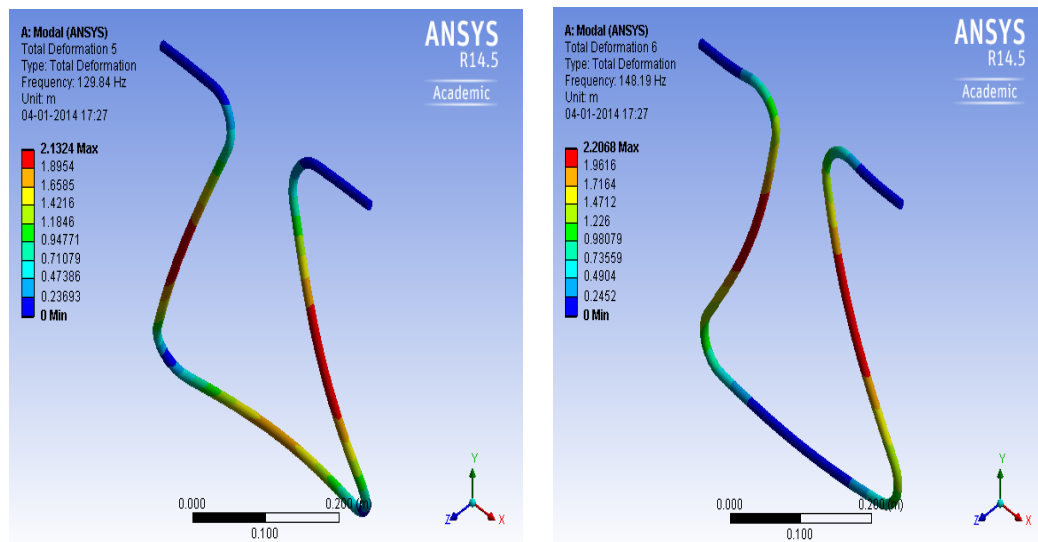 A: Modal (ANSYS)
Total Deformation 5
Type: Total Deformation
Frequency: 129.84 Hz
Unit: m
04-01-2014 17:27
ANSYS
R14.5
Academic
2.1324 Max
1.8954
1.6585
1.4216
1.1846
0.94771
0.71079
0.47386
0.23693
0 Min
0.000
0.200 (m)
0.100
Y
Z
X
A: Modal (ANSYS)
Total Deformation 6
Type: Total Deformation
Frequency: 148.19 Hz
Unit: m
04-01-2014 17:27
ANSYS
R14.5
Academic
2.2068 Max
1.9616
1.7164
1.4712
1.226
0.98079
0.73559
0.4904
0.2452
0 Min
0.000
0.200 (m)
0.100
Y
Z
X